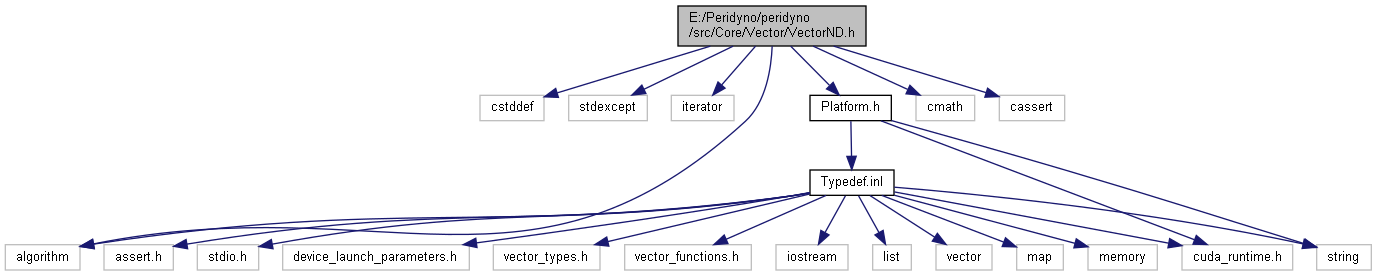 E:/Peridyno/peridyno
/src/Core/Vector/VectorND.h
cstddef
stdexcept
iterator
Platform.h
cmath
cassert
Typedef.inl
algorithm
assert.h
stdio.h
device_launch_parameters.h
vector_types.h
vector_functions.h
iostream
list
vector
map
memory
cuda_runtime.h
string